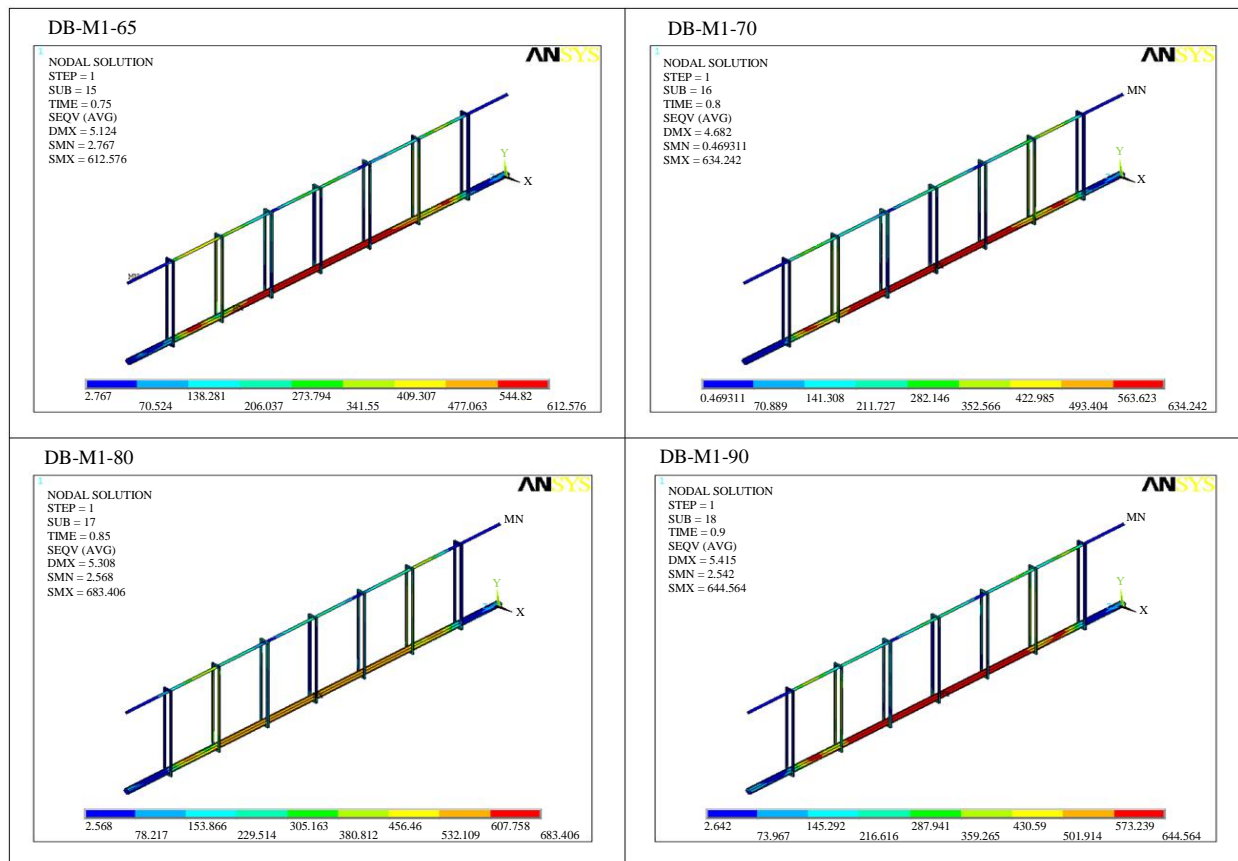 DB-M1-65
1
ANSYS
NODAL SOLUTION
STEP = 1
SUB = 15
TIME = 0.75
SEQV (AVG)
DMX = 5.124
SMN = 2.767
SMX = 612.576
Y
X
2.767 138.281 273.794 409.307 544.82
70.524 206.037 341.55 477.063 612.576
DB-M1-70
1
ANSYS
NODAL SOLUTION
STEP = 1
SUB = 16
TIME = 0.8
SEQV (AVG)
DMX = 4.682
SMN = 0.469311
SMX = 634.242
MN
Y
X
0.469311 141.308 282.146 422.985 563.623
70.889 211.727 352.566 493.404 634.242
DB-M1-80
1
ANSYS
NODAL SOLUTION
STEP = 1
SUB = 17
TIME = 0.85
SEQV (AVG)
DMX = 5.308
SMN = 2.568
SMX = 683.406
MN
Y
X
2.568 153.866 305.163 456.46 607.758
78.217 229.514 380.812 532.109 683.406
DB-M1-90
1
ANSYS
NODAL SOLUTION
STEP = 1
SUB = 18
TIME = 0.9
SEQV (AVG)
DMX = 5.415
SMN = 2.542
SMX = 644.564
MN
Y
X
2.642 145.292 287.941 430.59 573.239
73.967 216.616 359.265 501.914 644.564